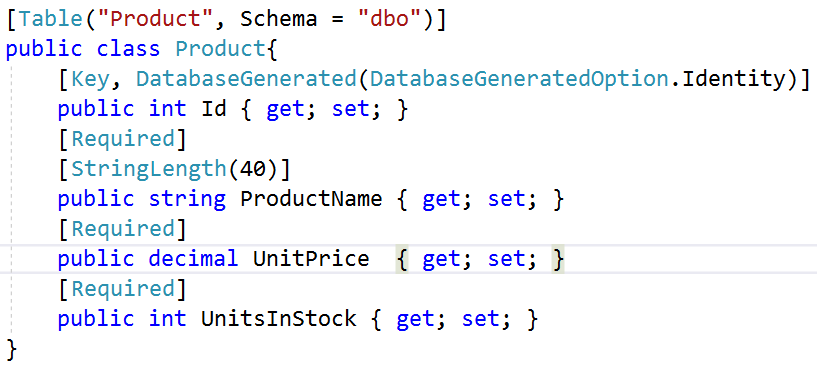 [Table("Product", Schema = "dbo")]
public class Product{
    [Key, DatabaseGenerated(DatabaseGeneratedOption.Identity)]
    public int Id { get; set; }
    [Required]
    [StringLength(40)]
    public string ProductName { get; set; }
    [Required]
    public decimal UnitPrice  { get; set; }
    [Required]
    public int UnitsInStock { get; set; }
}